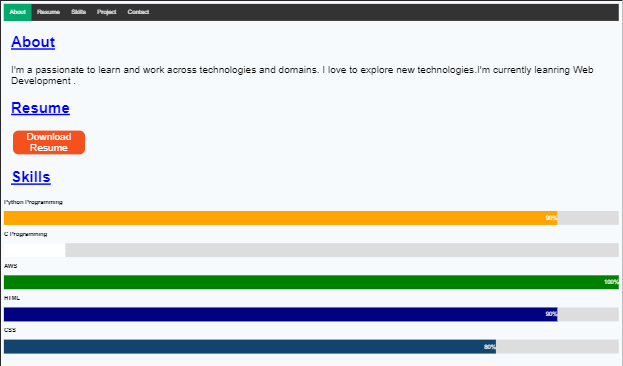 About Resume Skills Project Contact
About
I'm a passionate to learn and work across technologies and domains. I love to explore new technologies.I'm currently leanring Web
Development .
Resume
Download
Resume
Skills
Python Programming
90%
C Programming
AWS
100%
HTML
90%
CSS
80%